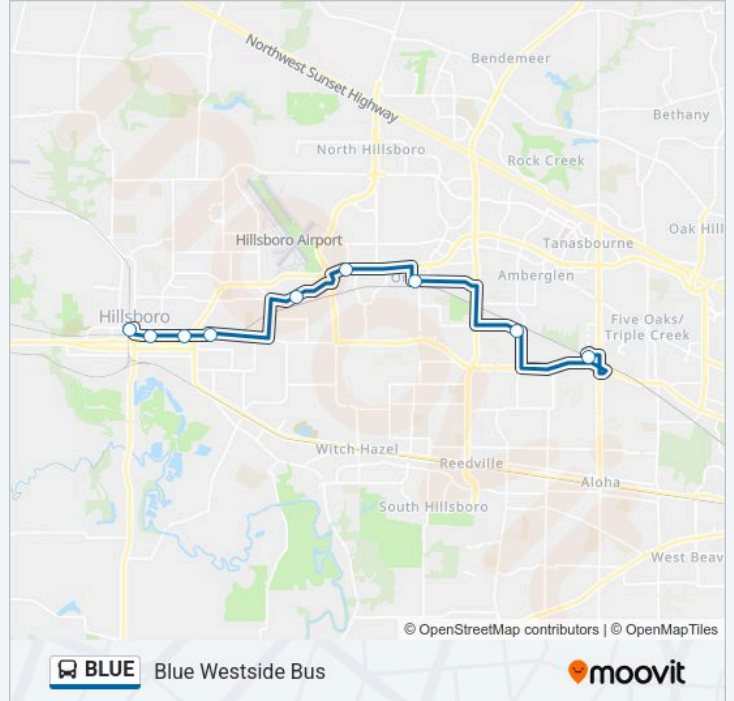 Northwest Sunset Highway
Bendemeer
Bethany
North Hillsboro
Rock Creek
Oak Hill
Hillsboro Airport
Tanasbourne
Amberglen
Hillsboro
Five Oaks/
Triple Creek
Witch Hazel
Reedville
Aloha
South Hillsboro
West Beav
© OpenStreetMap contributors | © OpenMapTiles
BLUE Blue Westside Bus
moovit